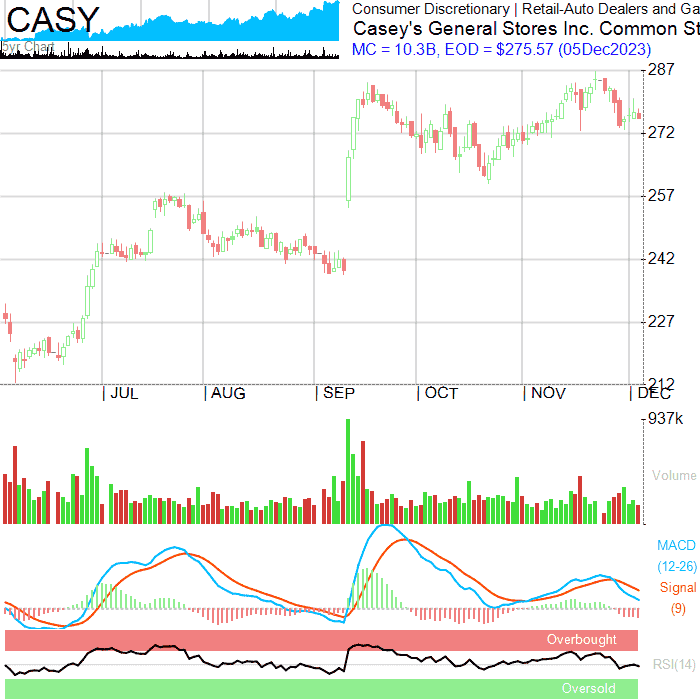 CASY
5yr Chart
Consumer Discretionary | Retail-Auto Dealers and Ga
Casey's General Stores Inc. Common St
MC = 10.3B, EOD = $275.57 (05Dec2023)
287
272
257
242
227
212
| JUL | AUG | SEP | OCT | NOV | DEC
937k
Volume
MACD
(12-26)
Signal
(9)
Overbought
RSI(14)
Oversold